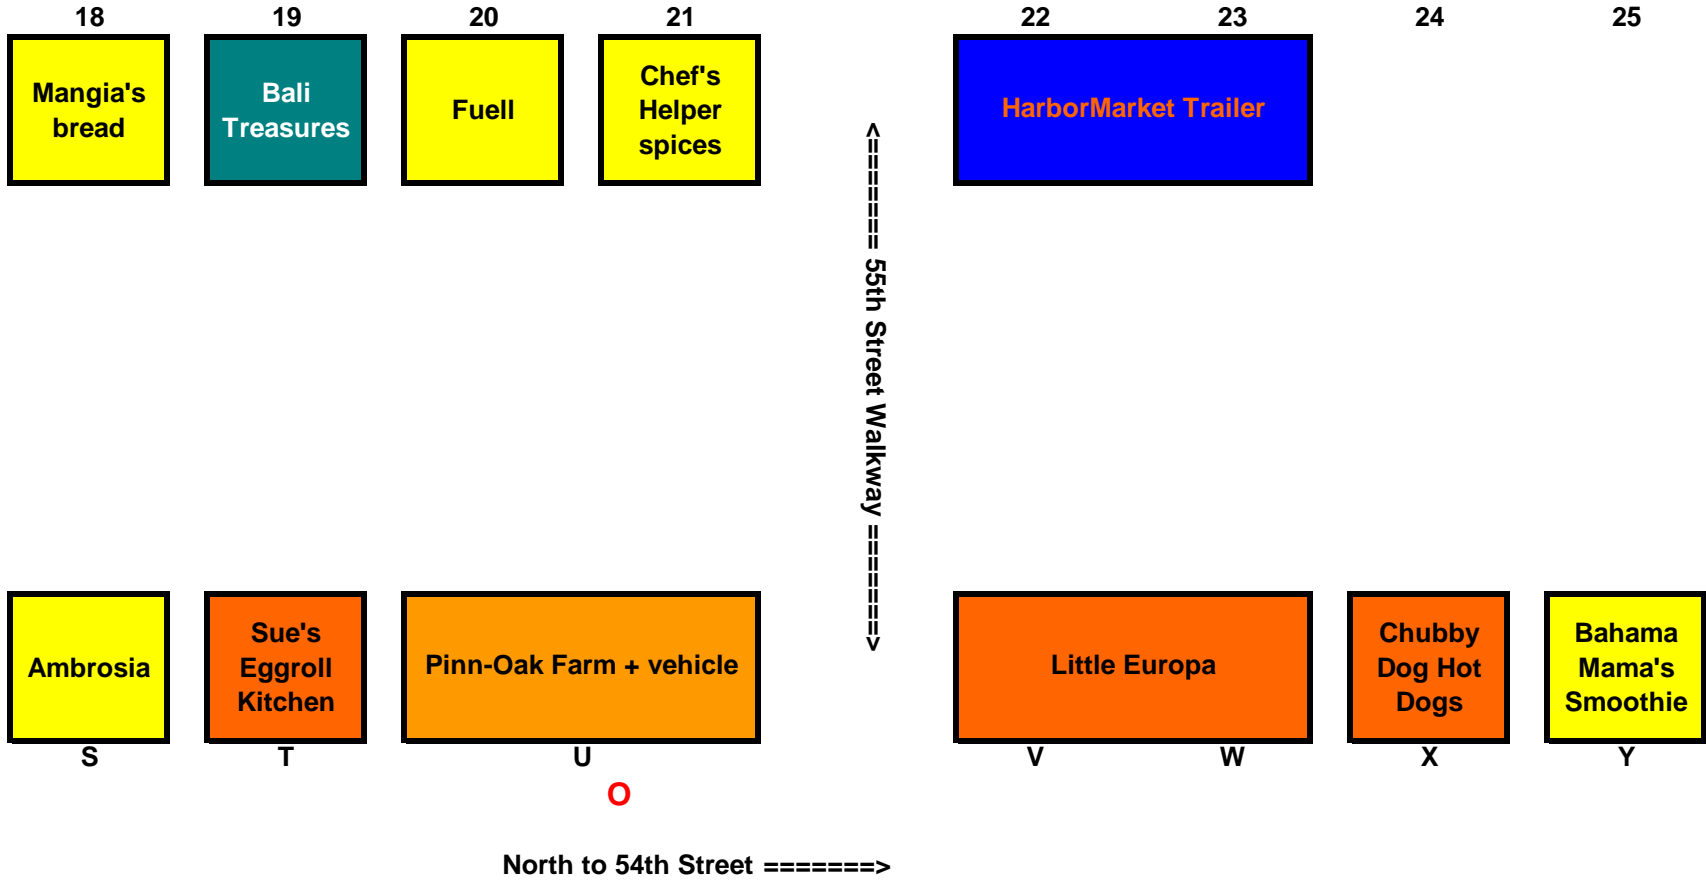 18 19 20 21 22 23 24 25
Mangia's
bread
Bali
Treasures
Fuell
Chef's
Helper
spices
HarborMarket Trailer
<======== 55th Street Walkway ========>
Ambrosia
Sue's
Eggroll
Kitchen
Pinn-Oak Farm + vehicle
Little Europa
Chubby
Dog Hot
Dogs
Bahama
Mama's
Smoothie
S T U V W X Y
O
North to 54th Street =======>